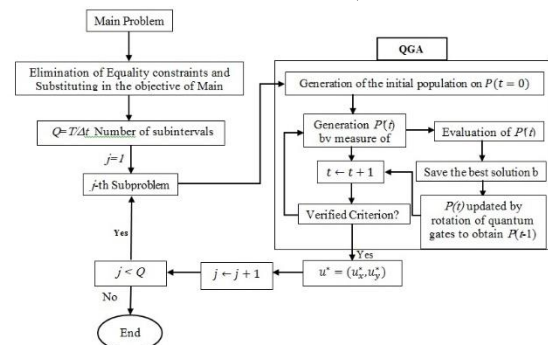 Main Problem
Elimination of Equality constraints and
Substituting in the objective of Main
Q=T/Δt Number of subintervals
j=1
j-th Subproblem
Yes
j < Q
No
End
j ← j + 1
u* = (u*x, u*y)
Yes
QGA
Generation of the initial population on P(t = 0)
Generation P(t)
by measure of
Evaluation of P(t)
Save the best solution b
t ← t + 1
P(t) updated by
rotation of quantum
gates to obtain P(t-1)
Verified Criterion?